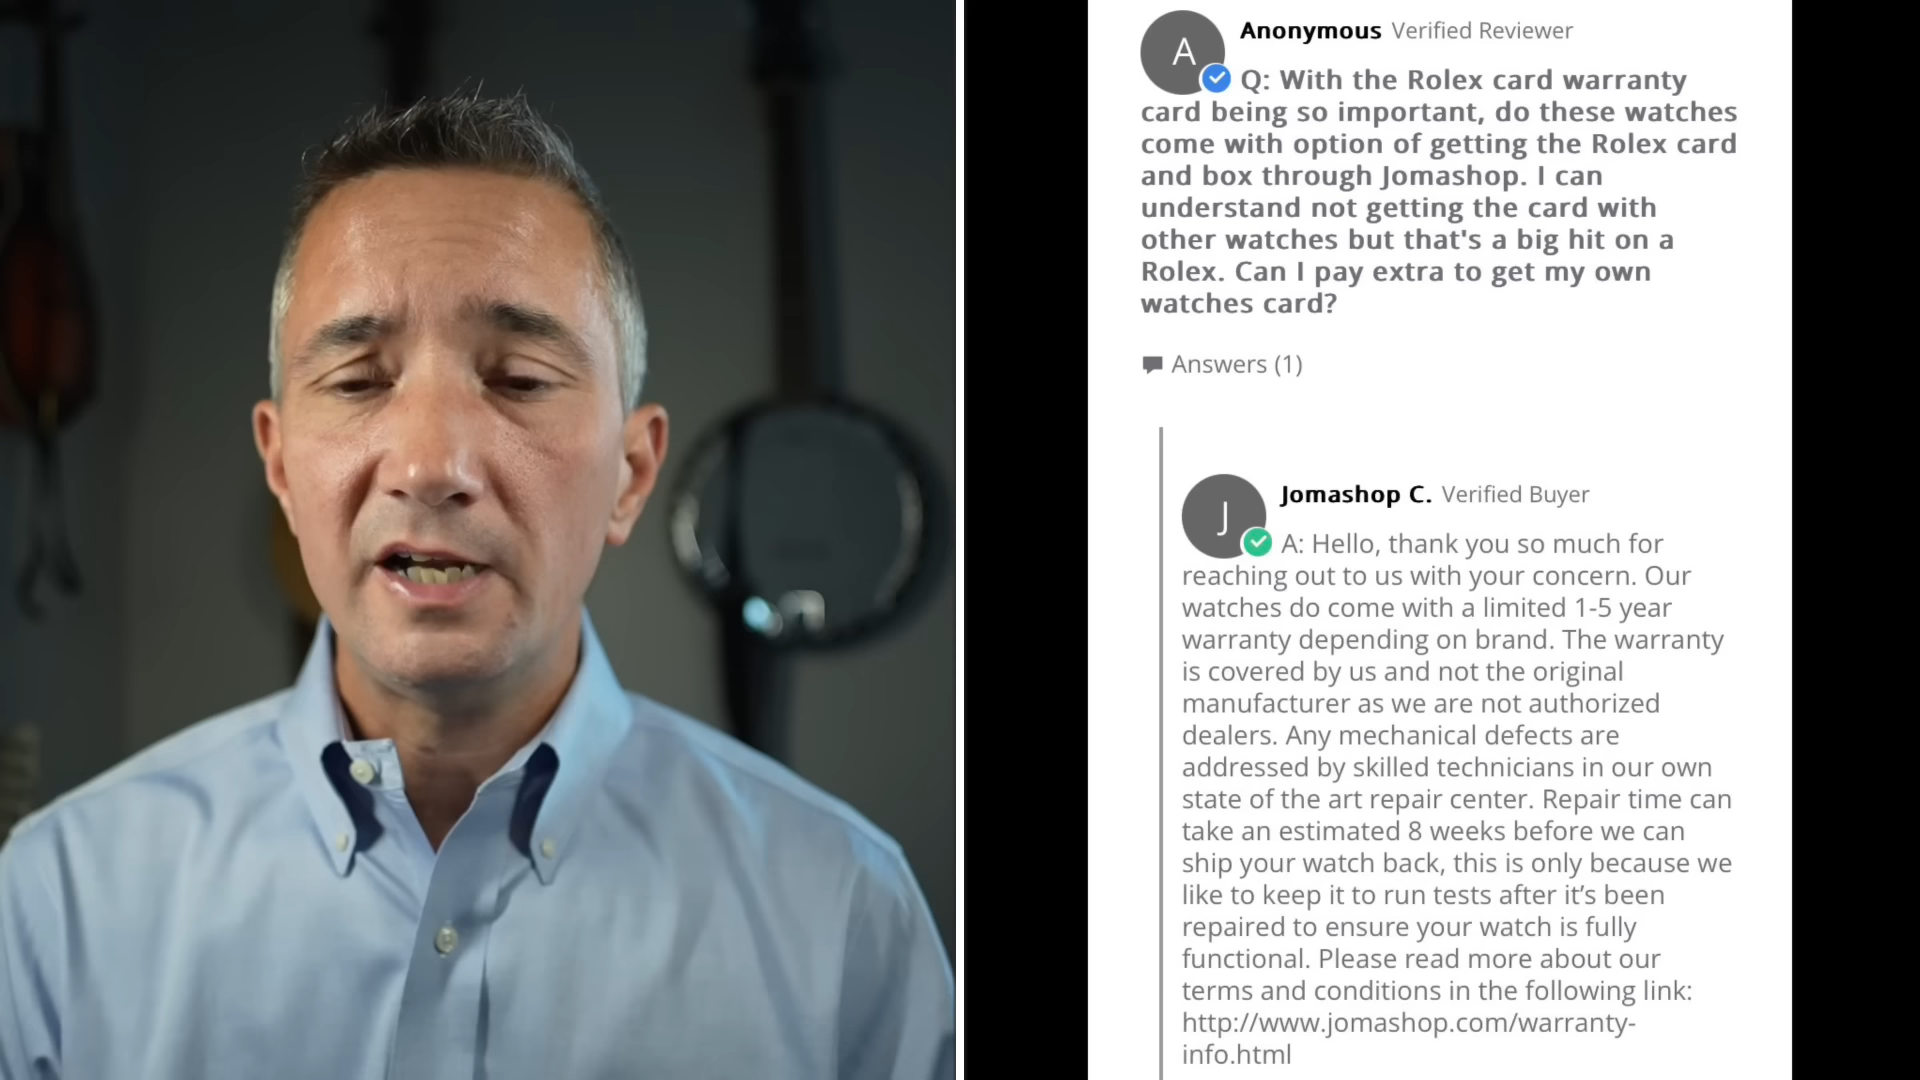 A
Anonymous Verified Reviewer
Q: With the Rolex card warranty
card being so important, do these watches
come with option of getting the Rolex card
and box through Jomashop. I can
understand not getting the card with
other watches but that's a big hit on a
Rolex. Can I pay extra to get my own
watches card?
Answers (1)
J
Jomashop C. Verified Buyer
A: Hello, thank you so much for
reaching out to us with your concern. Our
watches do come with a limited 1-5 year
warranty depending on brand. The warranty
is covered by us and not the original
manufacturer as we are not authorized
dealers. Any mechanical defects are
addressed by skilled technicians in our own
state of the art repair center. Repair time can
take an estimated 8 weeks before we can
ship your watch back, this is only because we
like to keep it to run tests after it’s been
repaired to ensure your watch is fully
functional. Please read more about our
terms and conditions in the following link:
http://www.jomashop.com/warranty-
info.html